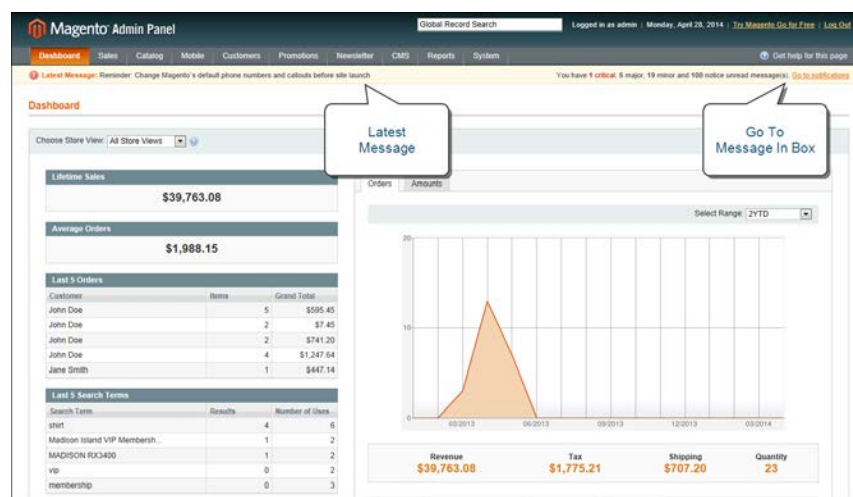 Magento Admin Panel
Global Record Search
Logged in as admin | Monday, April 28, 2014 | Try Magento Go for Free | Log Out
Dashboard Sales Catalog Mobile Customers Promotions Newsletter CMS Reports System
Get help for this page
Latest Message: Reminder: Change Magento's default phone numbers and callouts before site launch
You have 1 critical, 5 major, 19 minor and 100 notice unread message(s). Go to notifications
Dashboard
Latest
Message
Go To
Message In Box
Choose Store View: All Store Views
Lifetime Sales
$39,763.08
Average Orders
$1,988.15
Last 5 Orders
Customer Items Grand Total
John Doe 5 $595.45
John Doe 2 $7.45
John Doe 2 $741.20
John Doe 4 $1,247.64
Jane Smith 1 $447.14
Last 5 Search Terms
Search Term Results Number of Uses
shirt 4 6
Madison Island VIP Membersh... 1 2
MADISON RX3400 1 2
vip 0 2
membership 0 3
Orders Amounts
Select Range: 2YTD
20
10
0
03/2013 06/2013 09/2013 12/2013 03/2014
Revenue Tax Shipping Quantity
$39,763.08 $1,775.21 $707.20 23